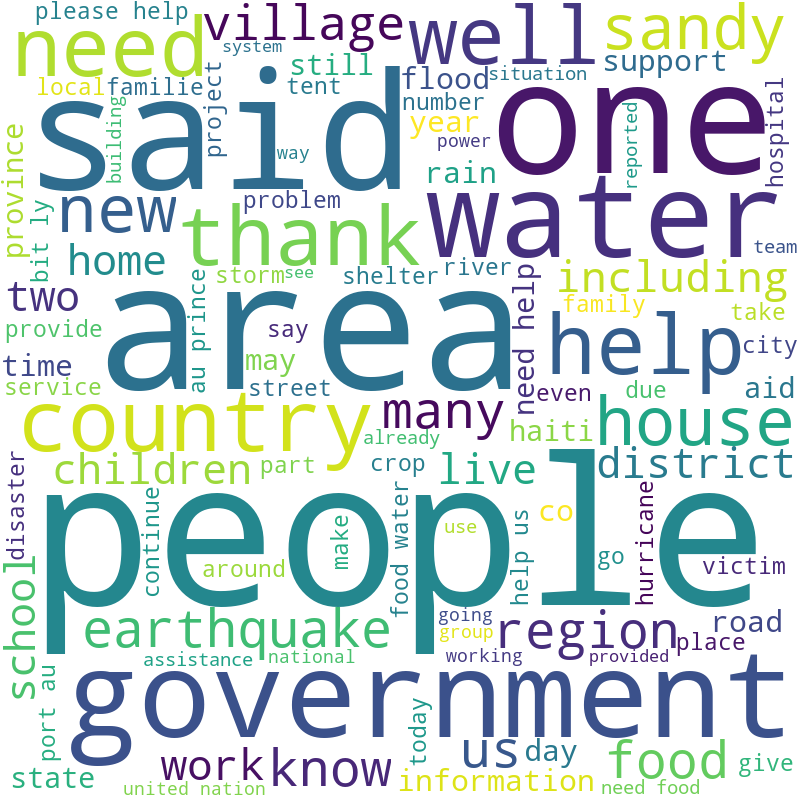 please help
need
system
village
well
sandy
local
familie
still
tent
flood
situation
support
said
one
project
number
year
power
building
way
reported
hospital
province
bit ly
new
problem
rain
thank
water
team
home
storm
see
shelter
river
including
two
au prince
area
need help
family
take
provide
say
help
city
time
may
service
street
even
due
aid
country
many
house
already
haiti
children
part
crop
live
district
disaster
people
continue
make
food water
use
help us
co
go
hurricane
victim
around
school
earthquake
going
group
region
road
place
assistance
national
working
provided
port au
government
today
work
know
us
day
food
give
state
united nation
information
need food